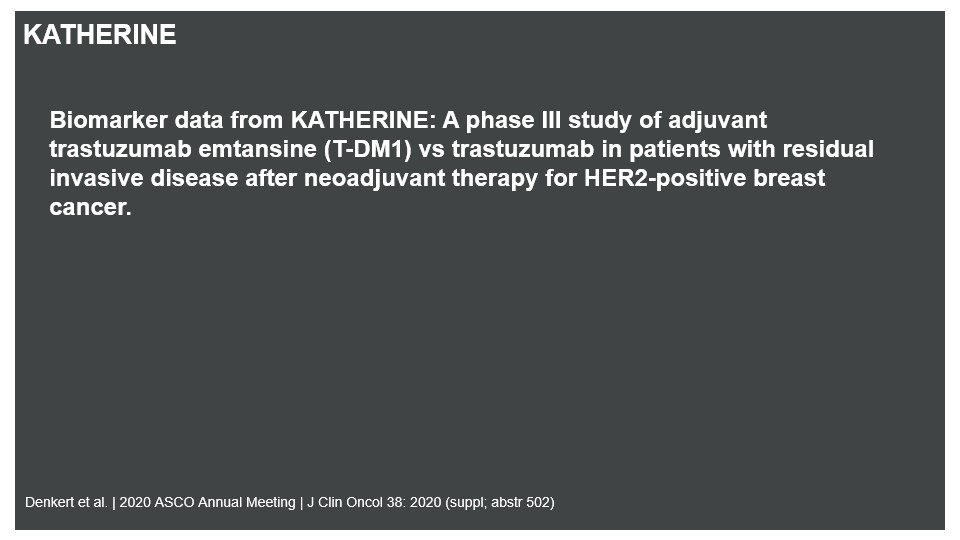 KATHERINE
Biomarker data from KATHERINE: A phase III study of adjuvant
trastuzumab emtansine (T-DM1) vs trastuzumab in patients with residual
invasive disease after neoadjuvant therapy for HER2-positive breast
cancer.
Denkert et al. | 2020 ASCO Annual Meeting | J Clin Oncol 38: 2020 (suppl; abstr 502)